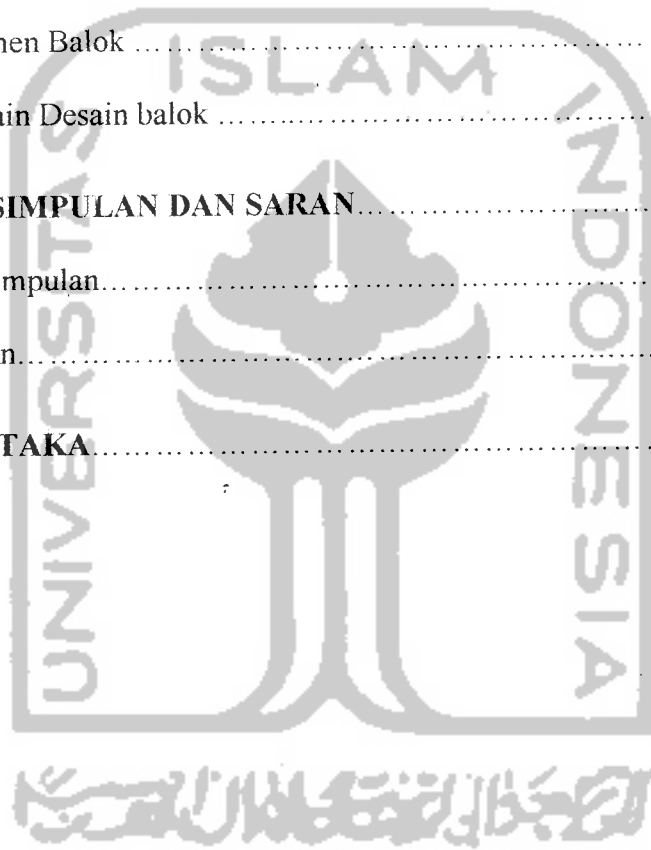 nen Balok ..........................................................
ISLAM
ain Desain balok ..................................................
SIMPULAN DAN SARAN..............................
mpulan..............................................................
n........................................................................
TAKA..............................................................
UNIVERSITAS
INDONESIA